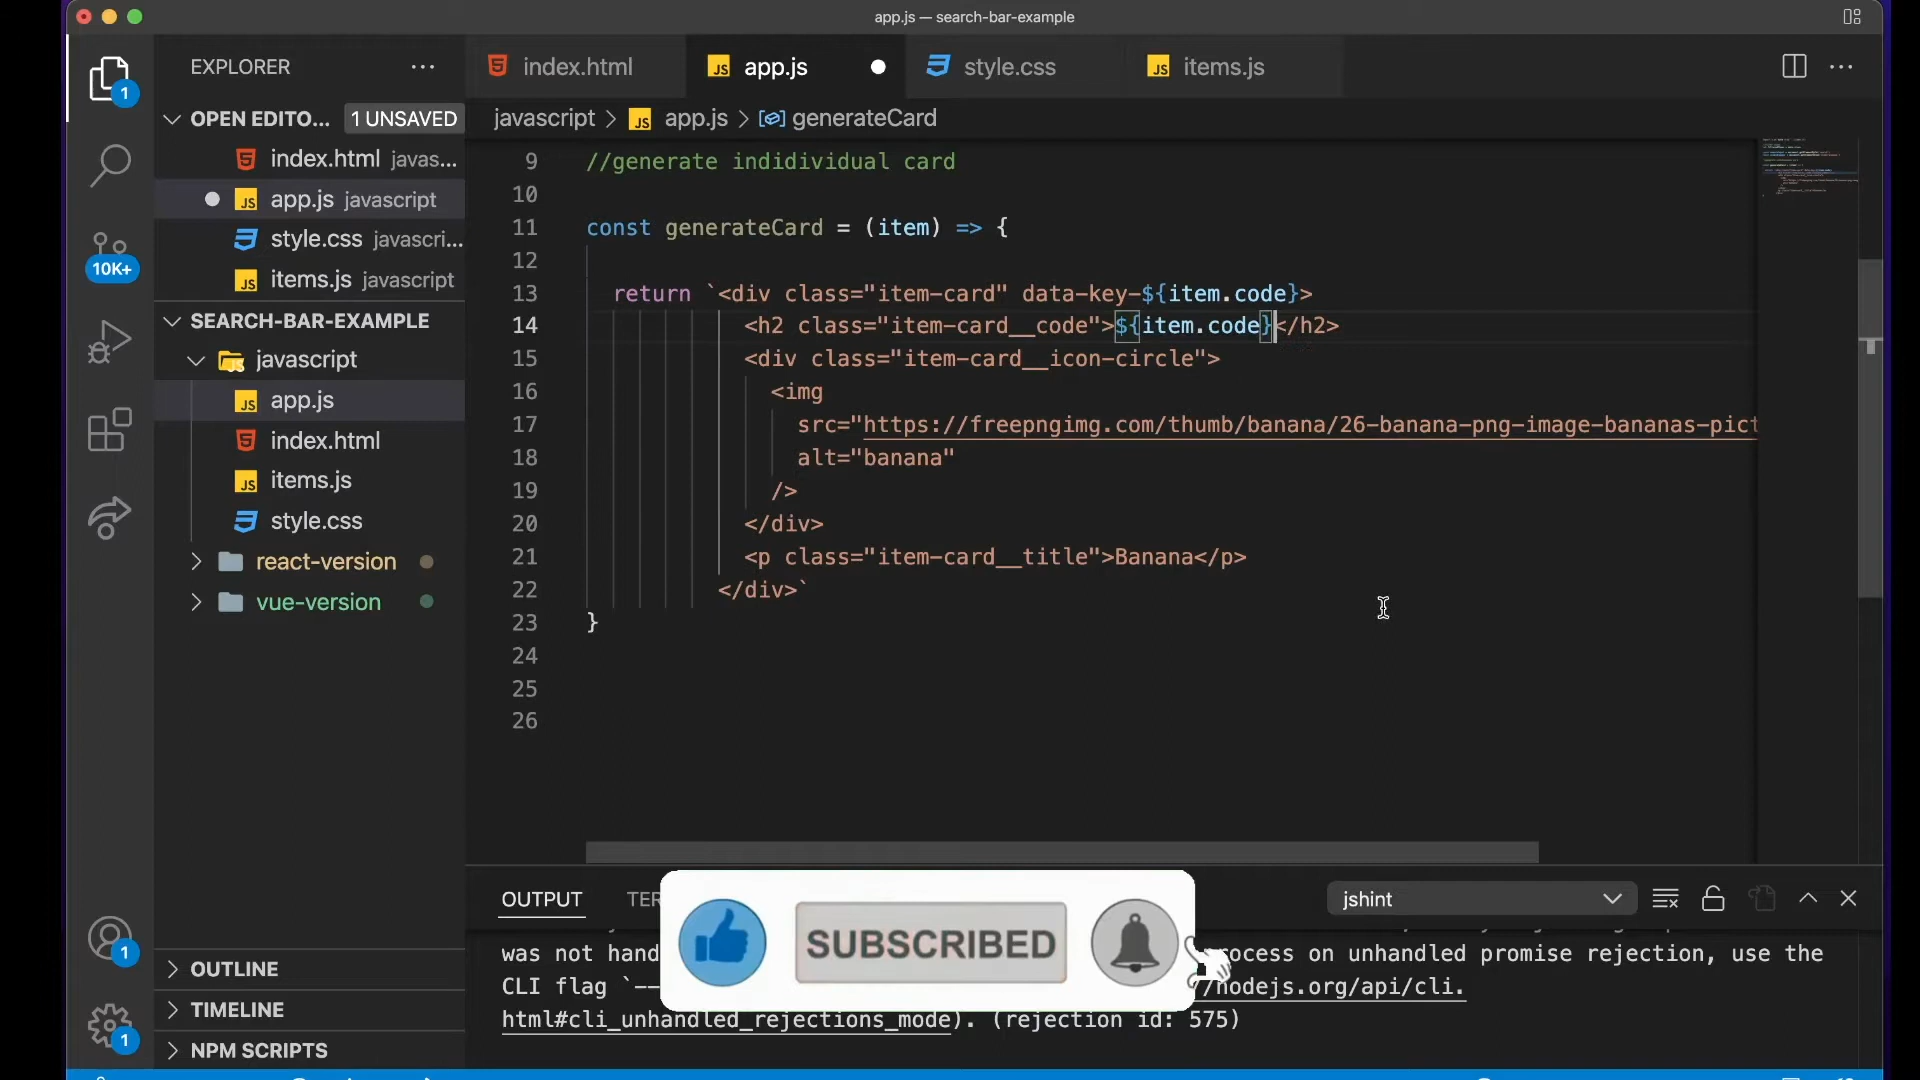 app.js — search-bar-example
EXPLORER
index.html
app.js
style.css
items.js
1
OPEN EDITO...
1 UNSAVED
javascript > app.js > generateCard
index.html javas...
app.js javascript
style.css javascri...
items.js javascript
10K+
SEARCH-BAR-EXAMPLE
javascript
app.js
index.html
items.js
style.css
react-version
vue-version
9 //generate indidividual card
10
11 const generateCard = (item) => {
12
13 return `<div class="item-card" data-key-${item.code}>
14 <h2 class="item-card__code">${item.code}</h2>
15 <div class="item-card__icon-circle">
16 <img
17 src="https://freepngimg.com/thumb/banana/26-banana-png-image-bananas-pict
18 alt="banana"
19 />
20 </div>
21 <p class="item-card__title">Banana</p>
22 </div>`
23 }
24
25
26
OUTPUT
TER
jshint
was not hand
ocess on unhandled promise rejection, use the
CLI flag `--
/nodejs.org/api/cli.
html#cli_unhandled_rejections_mode). (rejection id: 575)
SUBSCRIBED
1
OUTLINE
TIMELINE
1
NPM SCRIPTS